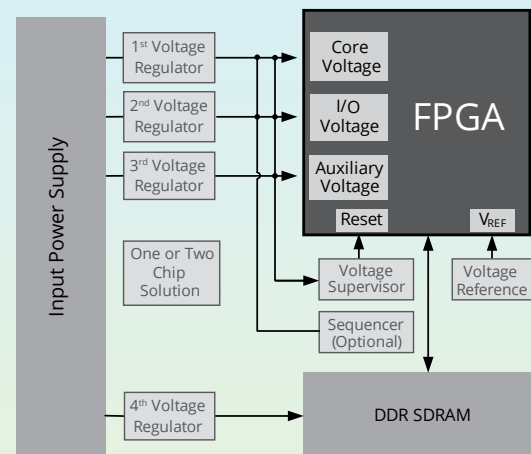 Input Power Supply
1st Voltage
Regulator
2nd Voltage
Regulator
3rd Voltage
Regulator
One or Two
Chip
Solution
4th Voltage
Regulator
Core
Voltage
I/O
Voltage
Auxiliary
Voltage
FPGA
Reset
VREF
Voltage
Supervisor
Voltage
Reference
Sequencer
(Optional)
DDR SDRAM